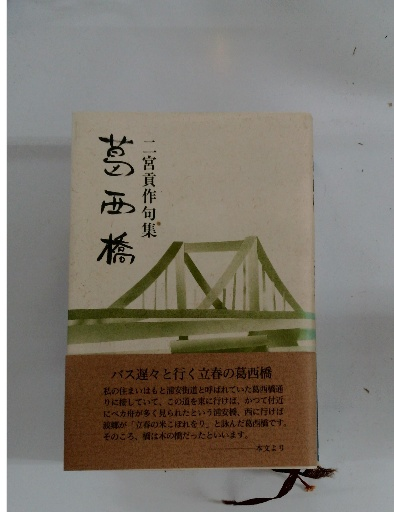 二宮貢作句集
葛西橋
バス遅々と行く立春の葛西橋
私の住まいはもと浦安街道と呼ばれていた葛西橋通
りに接していて、この道を東に行けば、かつて付近
にベカ舟が多く見られたという浦安橋、西に行けば
波郷が「立春の米こぼれをり」と詠んだ葛西橋です。
そのころ、橋は木の橋だったといいます。
——本文より